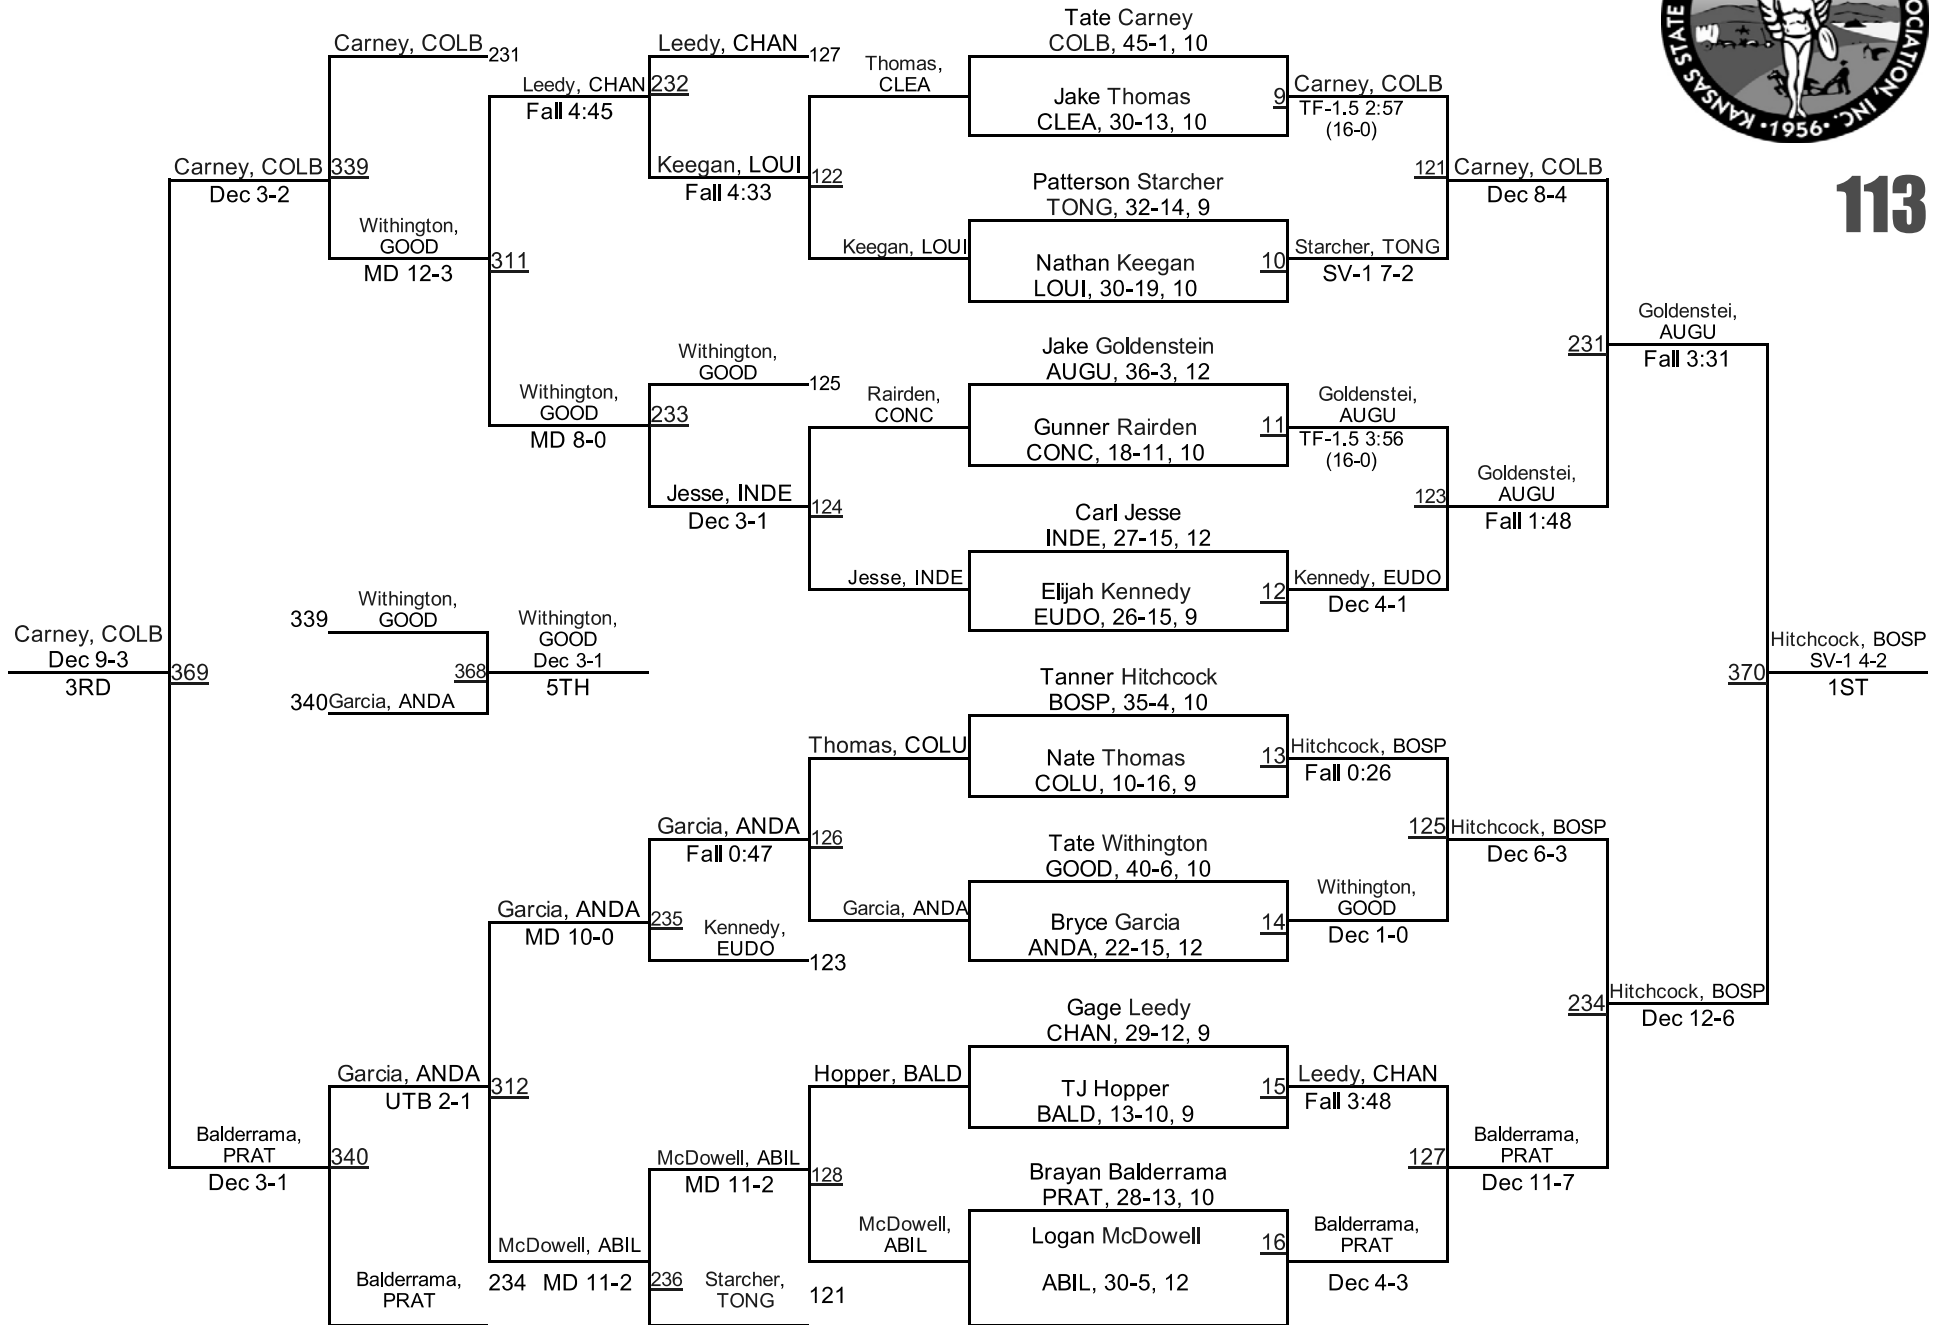 KANSAS STATE
OCIATION, INC.
•1956•
113
Tate Carney
COLB, 45-1, 10
Jake Thomas
CLEA, 30-13, 10
9
Patterson Starcher
TONG, 32-14, 9
Nathan Keegan
LOUI, 30-19, 10
10
Jake Goldenstein
AUGU, 36-3, 12
Gunner Rairden
CONC, 18-11, 10
11
Carl Jesse
INDE, 27-15, 12
Elijah Kennedy
EUDO, 26-15, 9
12
Tanner Hitchcock
BOSP, 35-4, 10
Nate Thomas
COLU, 10-16, 9
13
Tate Withington
GOOD, 40-6, 10
Bryce Garcia
ANDA, 22-15, 12
14
Gage Leedy
CHAN, 29-12, 9
TJ Hopper
BALD, 13-10, 9
15
Brayan Balderrama
PRAT, 28-13, 10
Logan McDowell
ABIL, 30-5, 12
16
Carney, COLB
TF-1.5 2:57
(16-0)
Starcher, TONG
SV-1 7-2
Goldenstei,
AUGU
TF-1.5 3:56
(16-0)
Kennedy, EUDO
Dec 4-1
Hitchcock, BOSP
Fall 0:26
Withington,
GOOD
Dec 1-0
Leedy, CHAN
Fall 3:48
Balderrama,
PRAT
Dec 4-3
121
Carney, COLB
Dec 8-4
123
Goldenstei,
AUGU
Fall 1:48
125
Hitchcock, BOSP
Dec 6-3
127
Balderrama,
PRAT
Dec 11-7
231
Goldenstei,
AUGU
Fall 3:31
234
Hitchcock, BOSP
Dec 12-6
370
Hitchcock, BOSP
SV-1 4-2
1ST
Thomas,
CLEA
Keegan, LOUI
Rairden,
CONC
Jesse, INDE
Thomas, COLU
Garcia, ANDA
Hopper, BALD
McDowell,
ABIL
Leedy, CHAN
127
Keegan, LOUI
Fall 4:33
122
Withington,
GOOD
125
Jesse, INDE
Dec 3-1
124
Garcia, ANDA
Fall 0:47
126
Kennedy,
EUDO
123
McDowell, ABIL
MD 11-2
128
Starcher,
TONG
121
Leedy, CHAN
Fall 4:45
232
Withington,
GOOD
MD 8-0
233
Garcia, ANDA
MD 10-0
235
McDowell, ABIL
MD 11-2
236
Carney, COLB
231
Withington,
GOOD
MD 12-3
311
Garcia, ANDA
UTB 2-1
312
Balderrama,
PRAT
234
Carney, COLB
Dec 3-2
339
Balderrama,
PRAT
Dec 3-1
340
339
Withington,
GOOD
340
Garcia, ANDA
368
Withington,
GOOD
Dec 3-1
5TH
Carney, COLB
Dec 9-3
3RD
369